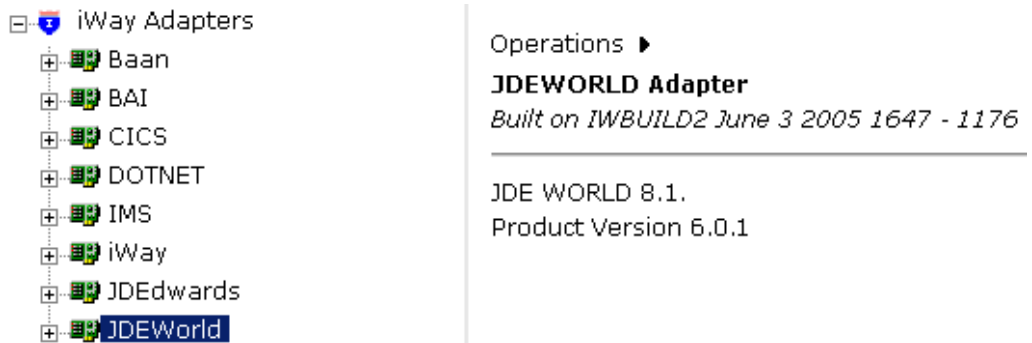 iWay Adapters
Baan
BAI
CICS
DOTNET
IMS
iWay
JDEdwards
JDEWorld
Operations
JDEWORLD Adapter
Built on IWBUILD2 June 3 2005 1647 - 1176
JDE WORLD 8.1.
Product Version 6.0.1